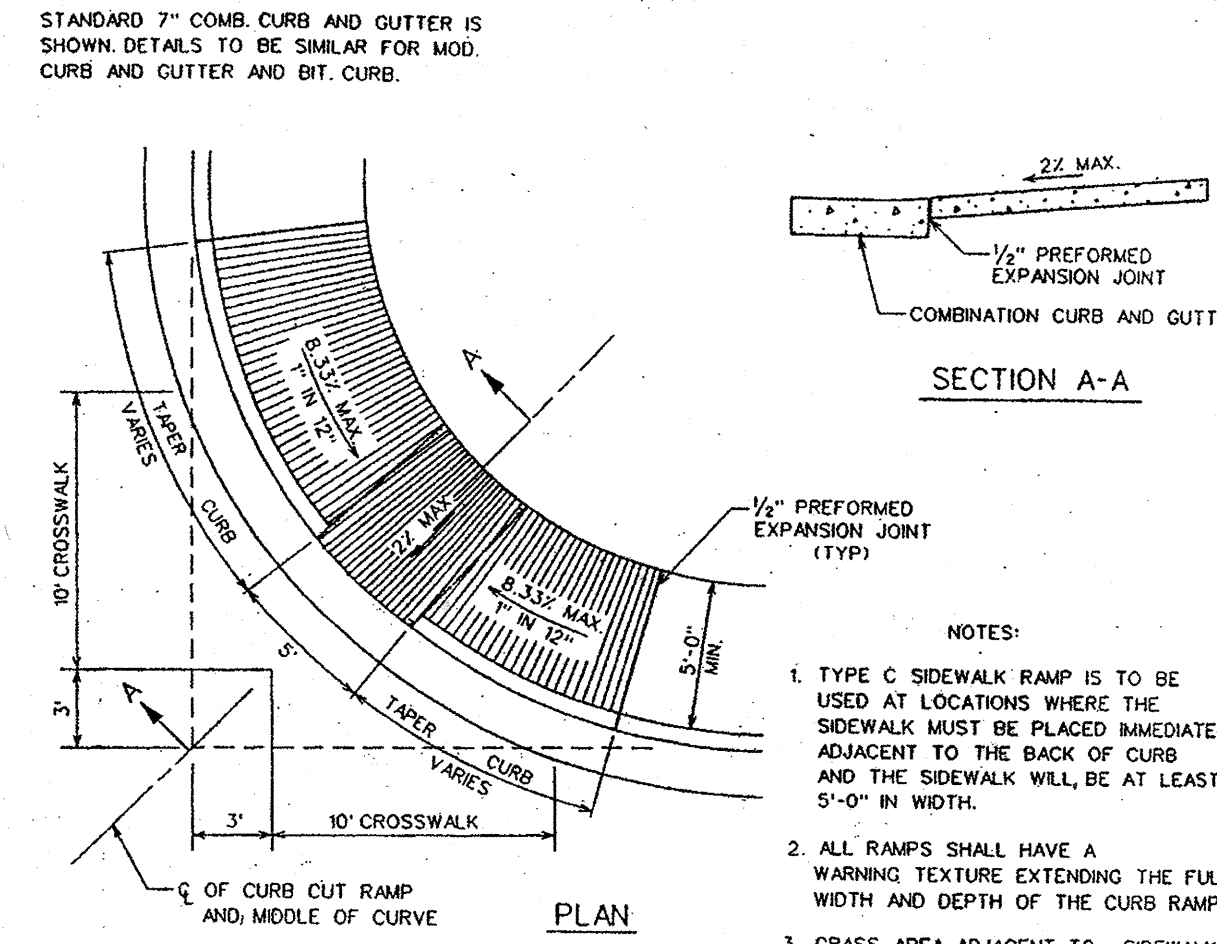 STANDARD 7" COMB. CURB AND GUTTER IS
SHOWN. DETAILS TO BE SIMILAR FOR MOD.
CURB AND GUTTER AND BIT. CURB.
2% MAX.
1/2" PREFORMED
EXPANSION JOINT
COMBINATION CURB AND GUTT
SECTION A-A
A
8.33% MAX.
1" IN 12"
TAPER
VARIES
CURB
10' CROSSWALK
2% MAX.
1/2" PREFORMED
EXPANSION JOINT
(TYP)
8.33% MAX.
1" IN 12"
5'
5'-0"
MIN.
A
3'
TAPER CURB
VARIES
3'
10' CROSSWALK
℄ OF CURB CUT RAMP
AND, MIDDLE OF CURVE
PLAN
NOTES:
1. TYPE C SIDEWALK RAMP IS TO BE
USED AT LOCATIONS WHERE THE
SIDEWALK MUST BE PLACED IMMEDIATE
ADJACENT TO THE BACK OF CURB
AND THE SIDEWALK WILL, BE AT LEAST
5'-0" IN WIDTH.
2. ALL RAMPS SHALL HAVE A
WARNING TEXTURE EXTENDING THE FUL
WIDTH AND DEPTH OF THE CURB RAMP
3. GRASS AREA ADJACENT TO